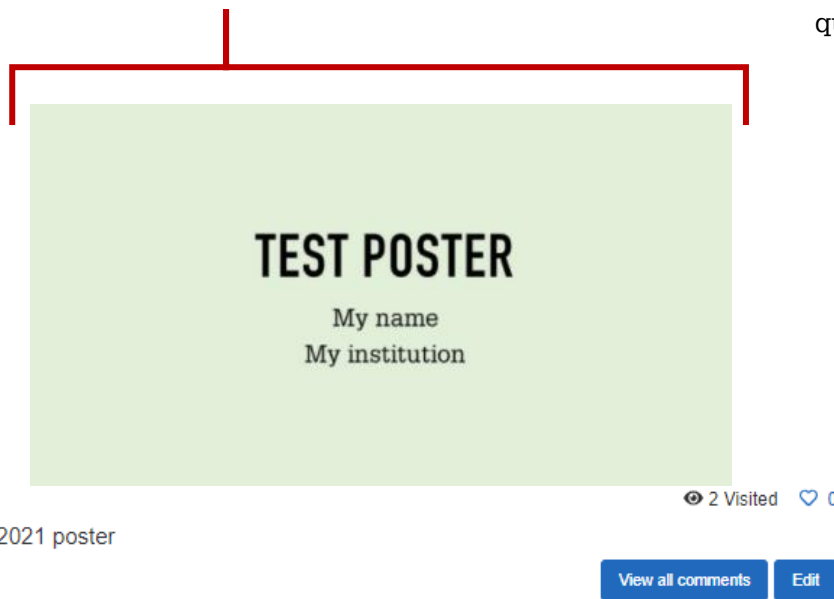 TEST POSTER
My name
My institution
2 Visited
2021 poster
View all comments
Edit